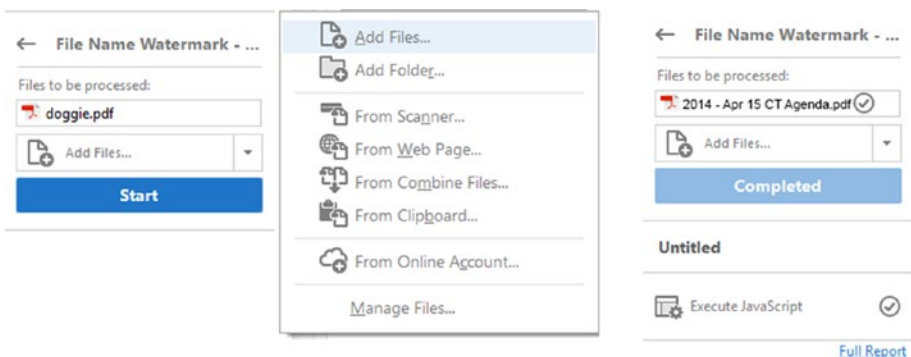 ← File Name Watermark - ...
Files to be processed:
doggie.pdf
Add Files...
Start
Add Files...
Add Folder...
From Scanner...
From Web Page...
From Combine Files...
From Clipboard...
From Online Account...
Manage Files...
← File Name Watermark - ...
Files to be processed:
2014 - Apr 15 CT Agenda.pdf
Add Files...
Completed
Untitled
Execute JavaScript
Full Report